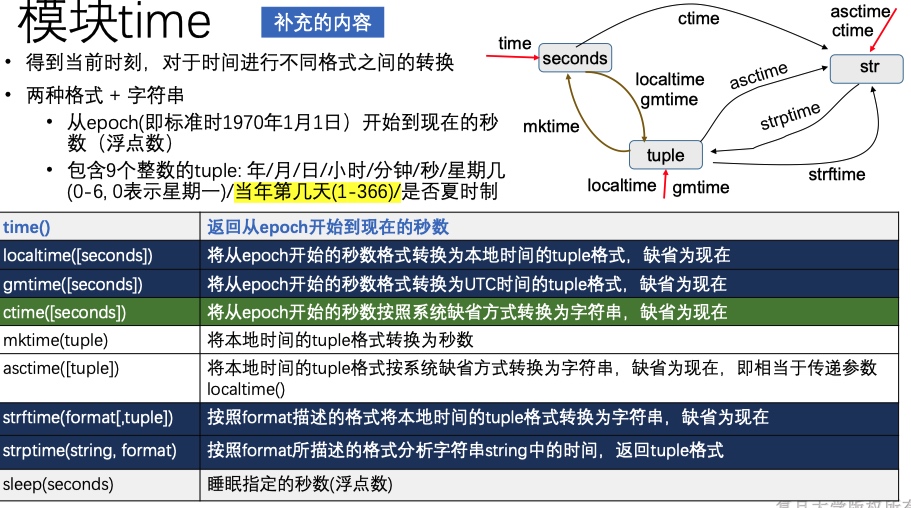 模块time
补充的内容
• 得到当前时刻，对于时间进行不同格式之间的转换
• 两种格式 + 字符串
• 从epoch(即标准时1970年1月1日）开始到现在的秒
数（浮点数）
• 包含9个整数的tuple: 年/月/日/小时/分钟/秒/星期几
(0-6, 0表示星期一)/当年第几天(1-366)/是否夏时制
ctime
asctime
ctime
time
seconds
str
localtime
gmtime
asctime
mktime
strptime
tuple
strftime
localtime
gmtime
time() 返回从epoch开始到现在的秒数
localtime([seconds]) 将从epoch开始的秒数格式转换为本地时间的tuple格式，缺省为现在
gmtime([seconds]) 将从epoch开始的秒数格式转换为UTC时间的tuple格式，缺省为现在
ctime([seconds]) 将从epoch开始的秒数按照系统缺省方式转换为字符串，缺省为现在
mktime(tuple) 将本地时间的tuple格式转换为秒数
asctime([tuple]) 将本地时间的tuple格式按系统缺省方式转换为字符串，缺省为现在，即相当于传递参数
localtime()
strftime(format[,tuple]) 按照format描述的格式将本地时间的tuple格式转换为字符串，缺省为现在
strptime(string, format) 按照format所描述的格式分析字符串string中的时间，返回tuple格式
sleep(seconds) 睡眠指定的秒数(浮点数)